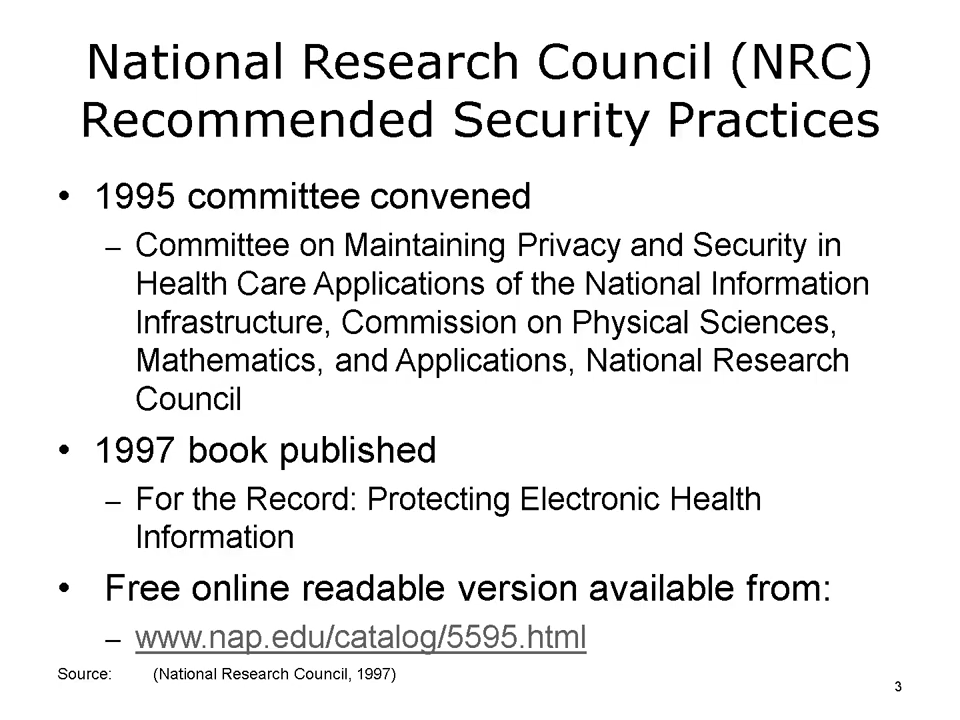 National Research Council (NRC)
Recommended Security Practices
• 1995 committee convened
– Committee on Maintaining Privacy and Security in
Health Care Applications of the National Information
Infrastructure, Commission on Physical Sciences,
Mathematics, and Applications, National Research
Council
• 1997 book published
– For the Record: Protecting Electronic Health
Information
• Free online readable version available from:
– www.nap.edu/catalog/5595.html
Source: (National Research Council, 1997)
3